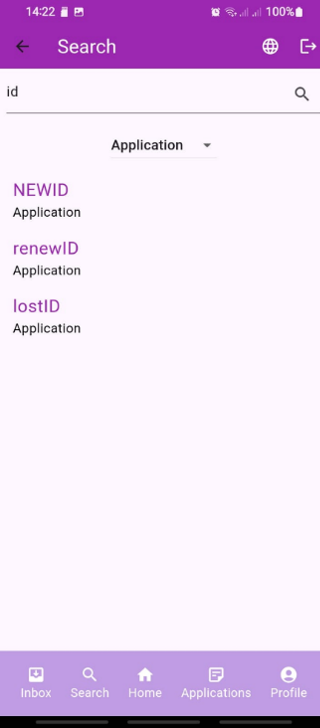 14:22 100%
Search
id
Application
NEWID
Application
renewID
Application
lostID
Application
Inbox Search Home Applications Profile